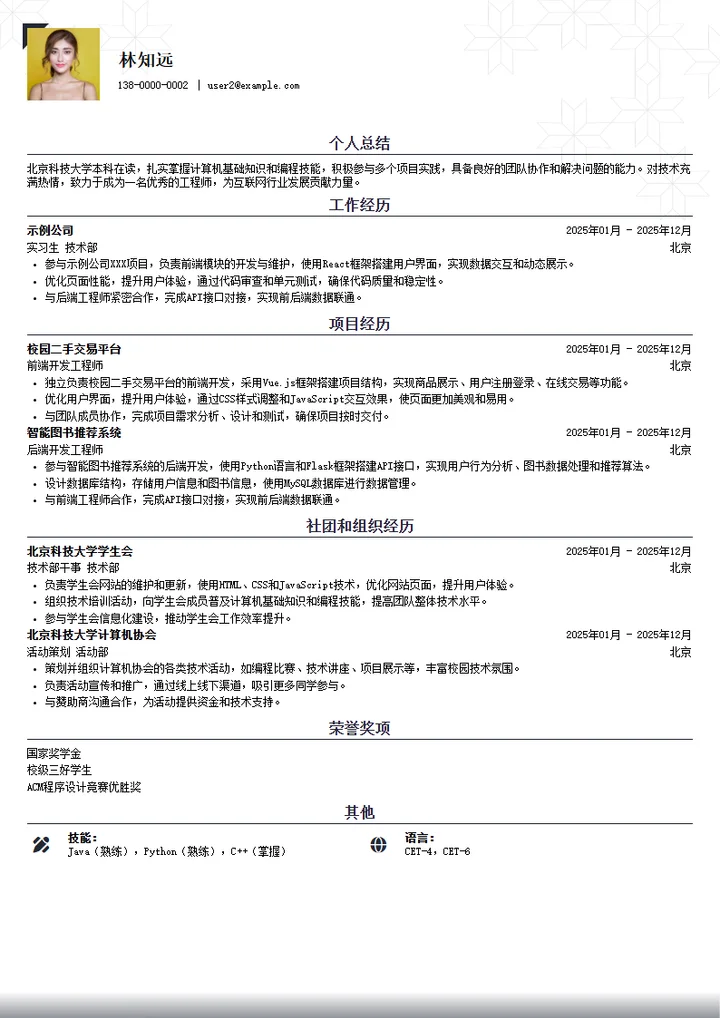 林知远
138-0000-0002 | user2@example.com
个人总结
北京科技大学本科在读，扎实掌握计算机基础知识和编程技能，积极参与多个项目实践，具备良好的团队协作和解决问题的能力。对技术充
满热情，致力于成为一名优秀的工程师，为互联网行业发展贡献力量。
工作经历
示例公司 2025年01月 - 2025年12月
实习生 技术部 北京
• 参与示例公司XXX项目，负责前端模块的开发与维护，使用React框架搭建用户界面，实现数据交互和动态展示。
• 优化页面性能，提升用户体验，通过代码审查和单元测试，确保代码质量和稳定性。
• 与后端工程师紧密合作，完成API接口对接，实现前后端数据联通。
项目经历
校园二手交易平台 2025年01月 - 2025年12月
前端开发工程师 北京
• 独立负责校园二手交易平台的前端开发，采用Vue.js框架搭建项目结构，实现商品展示、用户注册登录、在线交易等功能。
• 优化用户界面，提升用户体验，通过CSS样式调整和JavaScript交互效果，使页面更加美观和易用。
• 与团队成员协作，完成项目需求分析、设计和测试，确保项目按时交付。
智能图书推荐系统 2025年01月 - 2025年12月
后端开发工程师 北京
• 参与智能图书推荐系统的后端开发，使用Python语言和Flask框架搭建API接口，实现用户行为分析、图书数据处理和推荐算法。
• 设计数据库结构，存储用户信息和图书信息，使用MySQL数据库进行数据管理。
• 与前端工程师合作，完成API接口对接，实现前后端数据联通。
社团和组织经历
北京科技大学学生会 2025年01月 - 2025年12月
技术部干事 技术部 北京
• 负责学生会网站的维护和更新，使用HTML、CSS和JavaScript技术，优化网站页面，提升用户体验。
• 组织技术培训活动，向学生会成员普及计算机基础知识和编程技能，提高团队整体技术水平。
• 参与学生会信息化建设，推动学生会工作效率提升。
北京科技大学计算机协会 2025年01月 - 2025年12月
活动策划 活动部 北京
• 策划并组织计算机协会的各类技术活动，如编程比赛、技术讲座、项目展示等，丰富校园技术氛围。
• 负责活动宣传和推广，通过线上线下渠道，吸引更多同学参与。
• 与赞助商沟通合作，为活动提供资金和技术支持。
荣誉奖项
国家奖学金
校级三好学生
ACM程序设计竞赛优胜奖
其他
技能： 语言：
Java（熟练），Python（熟练），C++（掌握） CET-4，CET-6